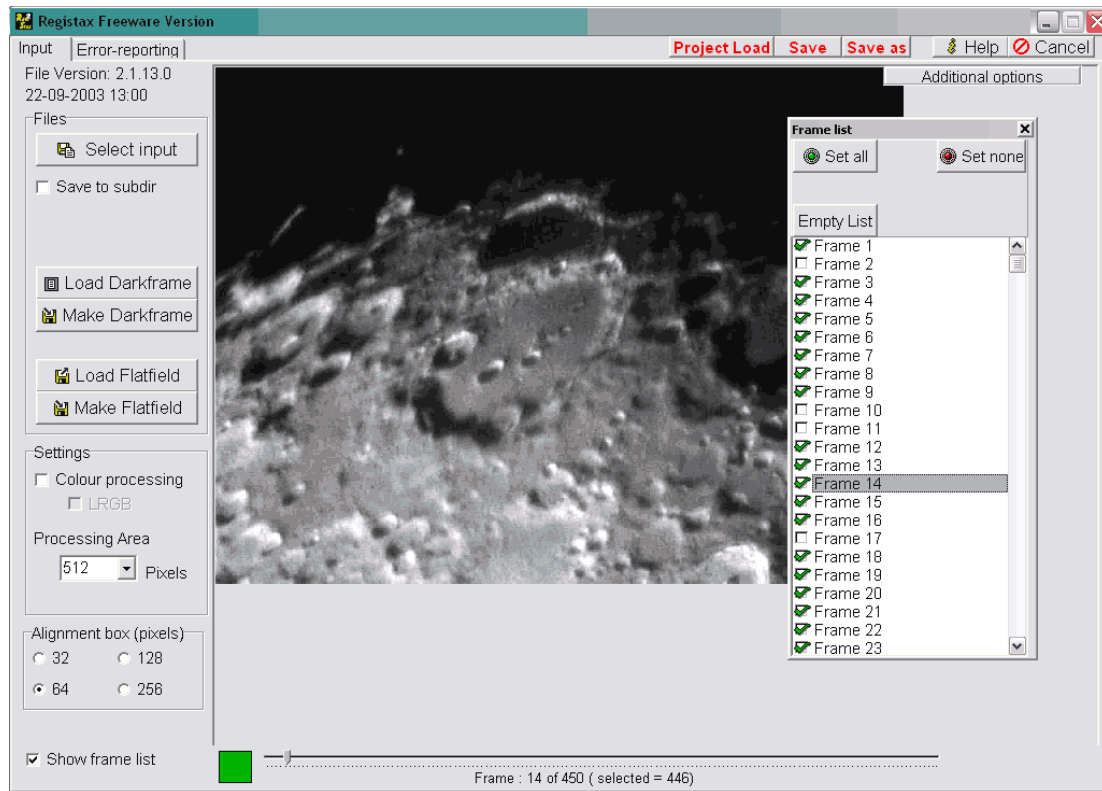 Registax Freeware Version
Input Error-reporting Project Load Save Save as Help Cancel
File Version: 2.1.13.0
22-09-2003 13:00
Additional options
Files
Select input
Save to subdir
Load Darkframe
Make Darkframe
Load Flatfield
Make Flatfield
Settings
Colour processing
LRGB
Processing Area
512 Pixels
Alignment box (pixels)
32 128
64 256
Show frame list
Frame list
Set all Set none
Empty List
Frame 1
Frame 2
Frame 3
Frame 4
Frame 5
Frame 6
Frame 7
Frame 8
Frame 9
Frame 10
Frame 11
Frame 12
Frame 13
Frame 14
Frame 15
Frame 16
Frame 17
Frame 18
Frame 19
Frame 20
Frame 21
Frame 22
Frame 23
Frame : 14 of 450 ( selected = 446)